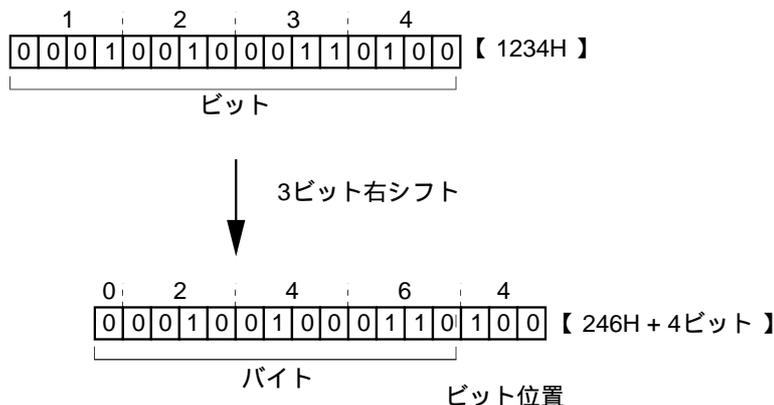 1 2 3 4
0 0 0 1 0 0 1 0 0 0 1 1 0 1 0 0 【 1234H 】
ビット
3ビット右シフト
0 2 4 6 4
0 0 0 1 0 0 1 0 0 0 1 1 0 1 0 0 【 246H + 4ビット 】
バイト
ビット位置